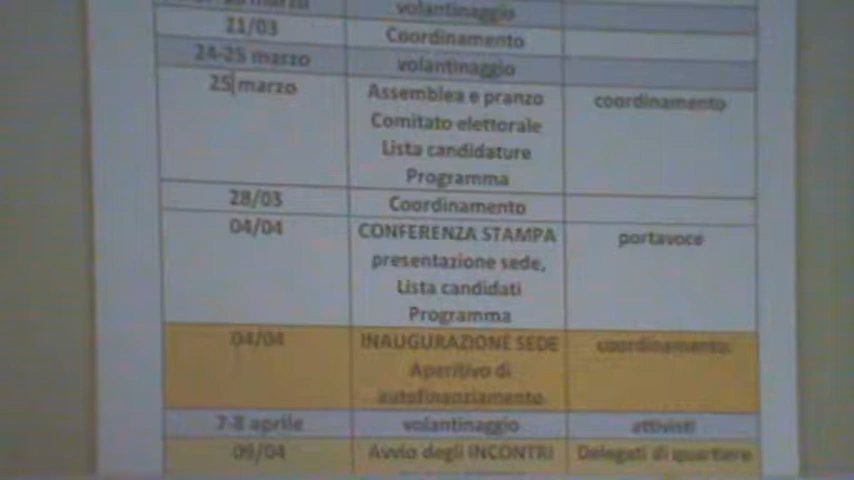 marzo volantinaggio
21/03 Coordinamento
24-25 marzo volantinaggio
25 marzo Assemblea e pranzo coordinamento
Comitato elettorale
Lista candidature
Programma
28/03 Coordinamento
04/04 CONFERENZA STAMPA portavoce
presentazione sede,
Lista candidati
Programma
04/04 INAUGURAZIONE SEDE coordinamento
Aperitivo di
autofinanziamento
7-8 aprile volantinaggio attivisti
09/04 Avvio degli INCONTRI Delegati di quartiere